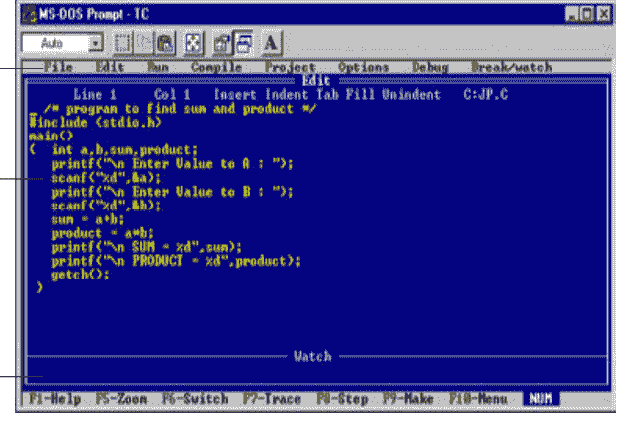 MS-DOS Prompt - TC
Auto A
File Edit Run Compile Project Options Debug Break/watch
Edit
Line 1 Col 1 Insert Indent Tab Fill Unindent C:JP.C
/* program to find sum and product */
#include <stdio.h>
main()
{ int a,b,sum,product;
printf("\n Enter Value to A : ");
scanf("%d",&a);
printf("\n Enter Value to B : ");
scanf("%d",&b);
sum = a+b;
product = a*b;
printf("\n SUM = %d",sum);
printf("\n PRODUCT = %d",product);
getch();
}
Watch
F1-Help F5-Zoom F6-Switch F7-Trace F8-Step F9-Make F10-Menu NUM